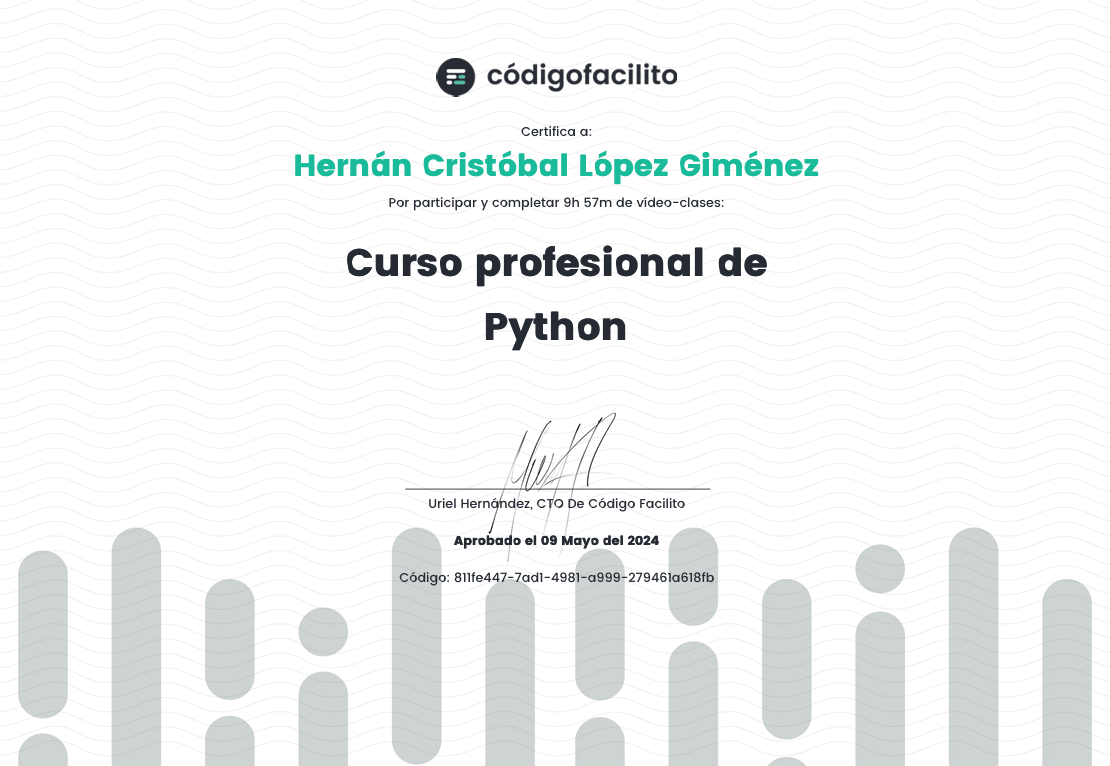 códigofacilito
Certifica a:
Hernán Cristóbal López Giménez
Por participar y completar 9h 57m de vídeo-clases:
Curso profesional de
Python
Uriel Hernández, CTO De Código Facilito
Aprobado el 09 Mayo del 2024
Código: 811fe447-7ad1-4981-a999-279461a618fb